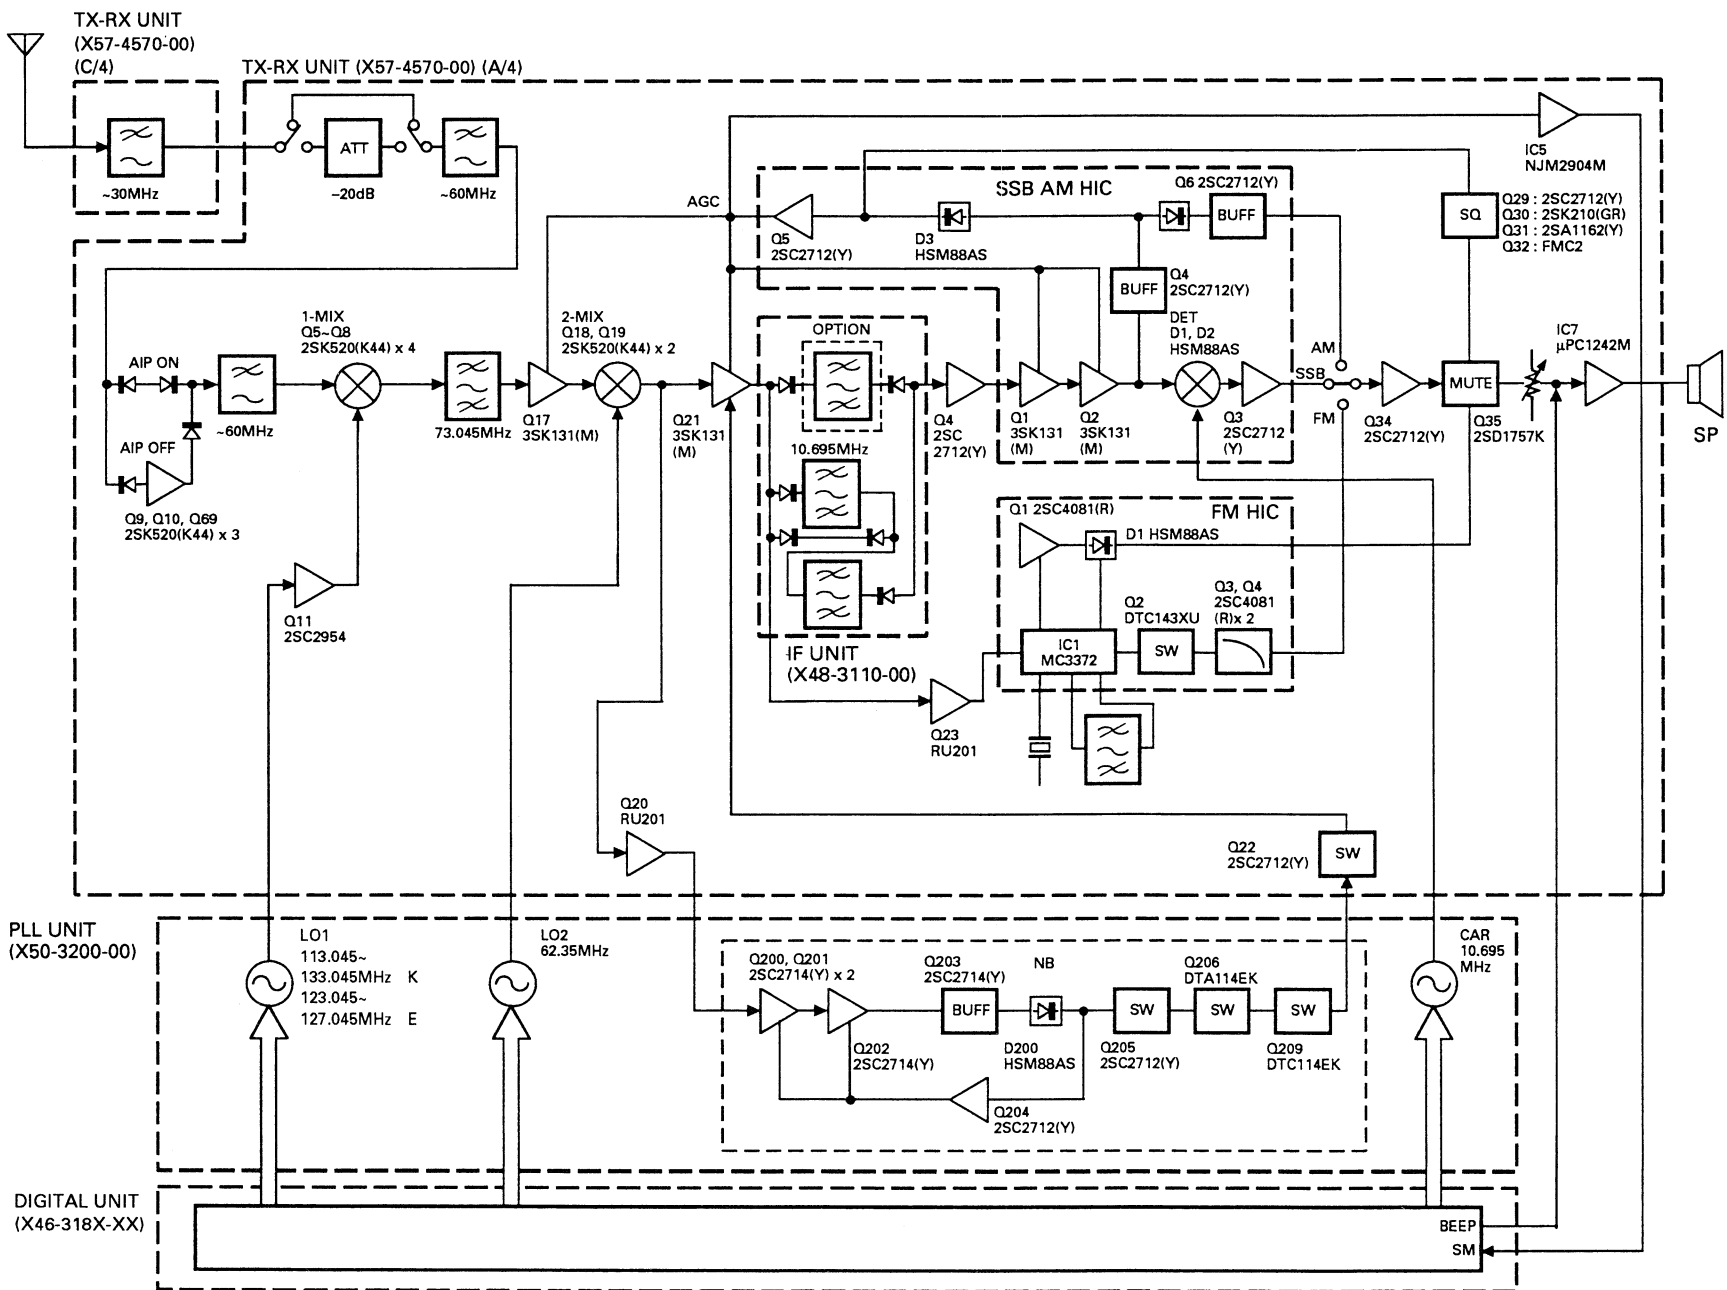 TX-RX UNIT
(X57-4570-00)
(C/4)
TX-RX UNIT (X57-4570-00) (A/4)
~30MHz
ATT
–20dB
~60MHz
IC5
NJM2904M
SSB AM HIC
AGC
Q5
2SC2712(Y)
D3
HSM88AS
Q6 2SC2712(Y)
BUFF
BUFF
Q4
2SC2712(Y)
SQ
Q29 : 2SC2712(Y)
Q30 : 2SK210(GR)
Q31 : 2SA1162(Y)
Q32 : FMC2
AIP ON
AIP OFF
Q9, Q10, Q69
2SK520(K44) x 3
~60MHz
1-MIX
Q5~Q8
2SK520(K44) x 4
73.045MHz
Q17
3SK131(M)
2-MIX
Q18, Q19
2SK520(K44) x 2
Q21
3SK131
(M)
OPTION
10.695MHz
IF UNIT
(X48-3110-00)
Q4
2SC
2712(Y)
Q1
3SK131
(M)
Q2
3SK131
(M)
DET
D1, D2
HSM88AS
Q3
2SC2712
(Y)
AM
SSB
FM
Q34
2SC2712(Y)
MUTE
Q35
2SD1757K
IC7
μPC1242M
SP
Q11
2SC2954
FM HIC
Q1 2SC4081(R)
D1 HSM88AS
IC1
MC3372
Q2
DTC143XU
SW
Q3, Q4
2SC4081
(R)x 2
Q23
RU201
Q20
RU201
Q22
2SC2712(Y)
SW
PLL UNIT
(X50-3200-00)
LO1
113.045~
133.045MHz K
123.045~
127.045MHz E
LO2
62.35MHz
Q200, Q201
2SC2714(Y) x 2
Q202
2SC2714(Y)
Q203
2SC2714(Y)
BUFF
NB
D200
HSM88AS
Q204
2SC2712(Y)
SW
Q205
2SC2712(Y)
Q206
DTA114EK
SW
SW
Q209
DTC114EK
CAR
10.695
MHz
DIGITAL UNIT
(X46-318X-XX)
BEEP
SM